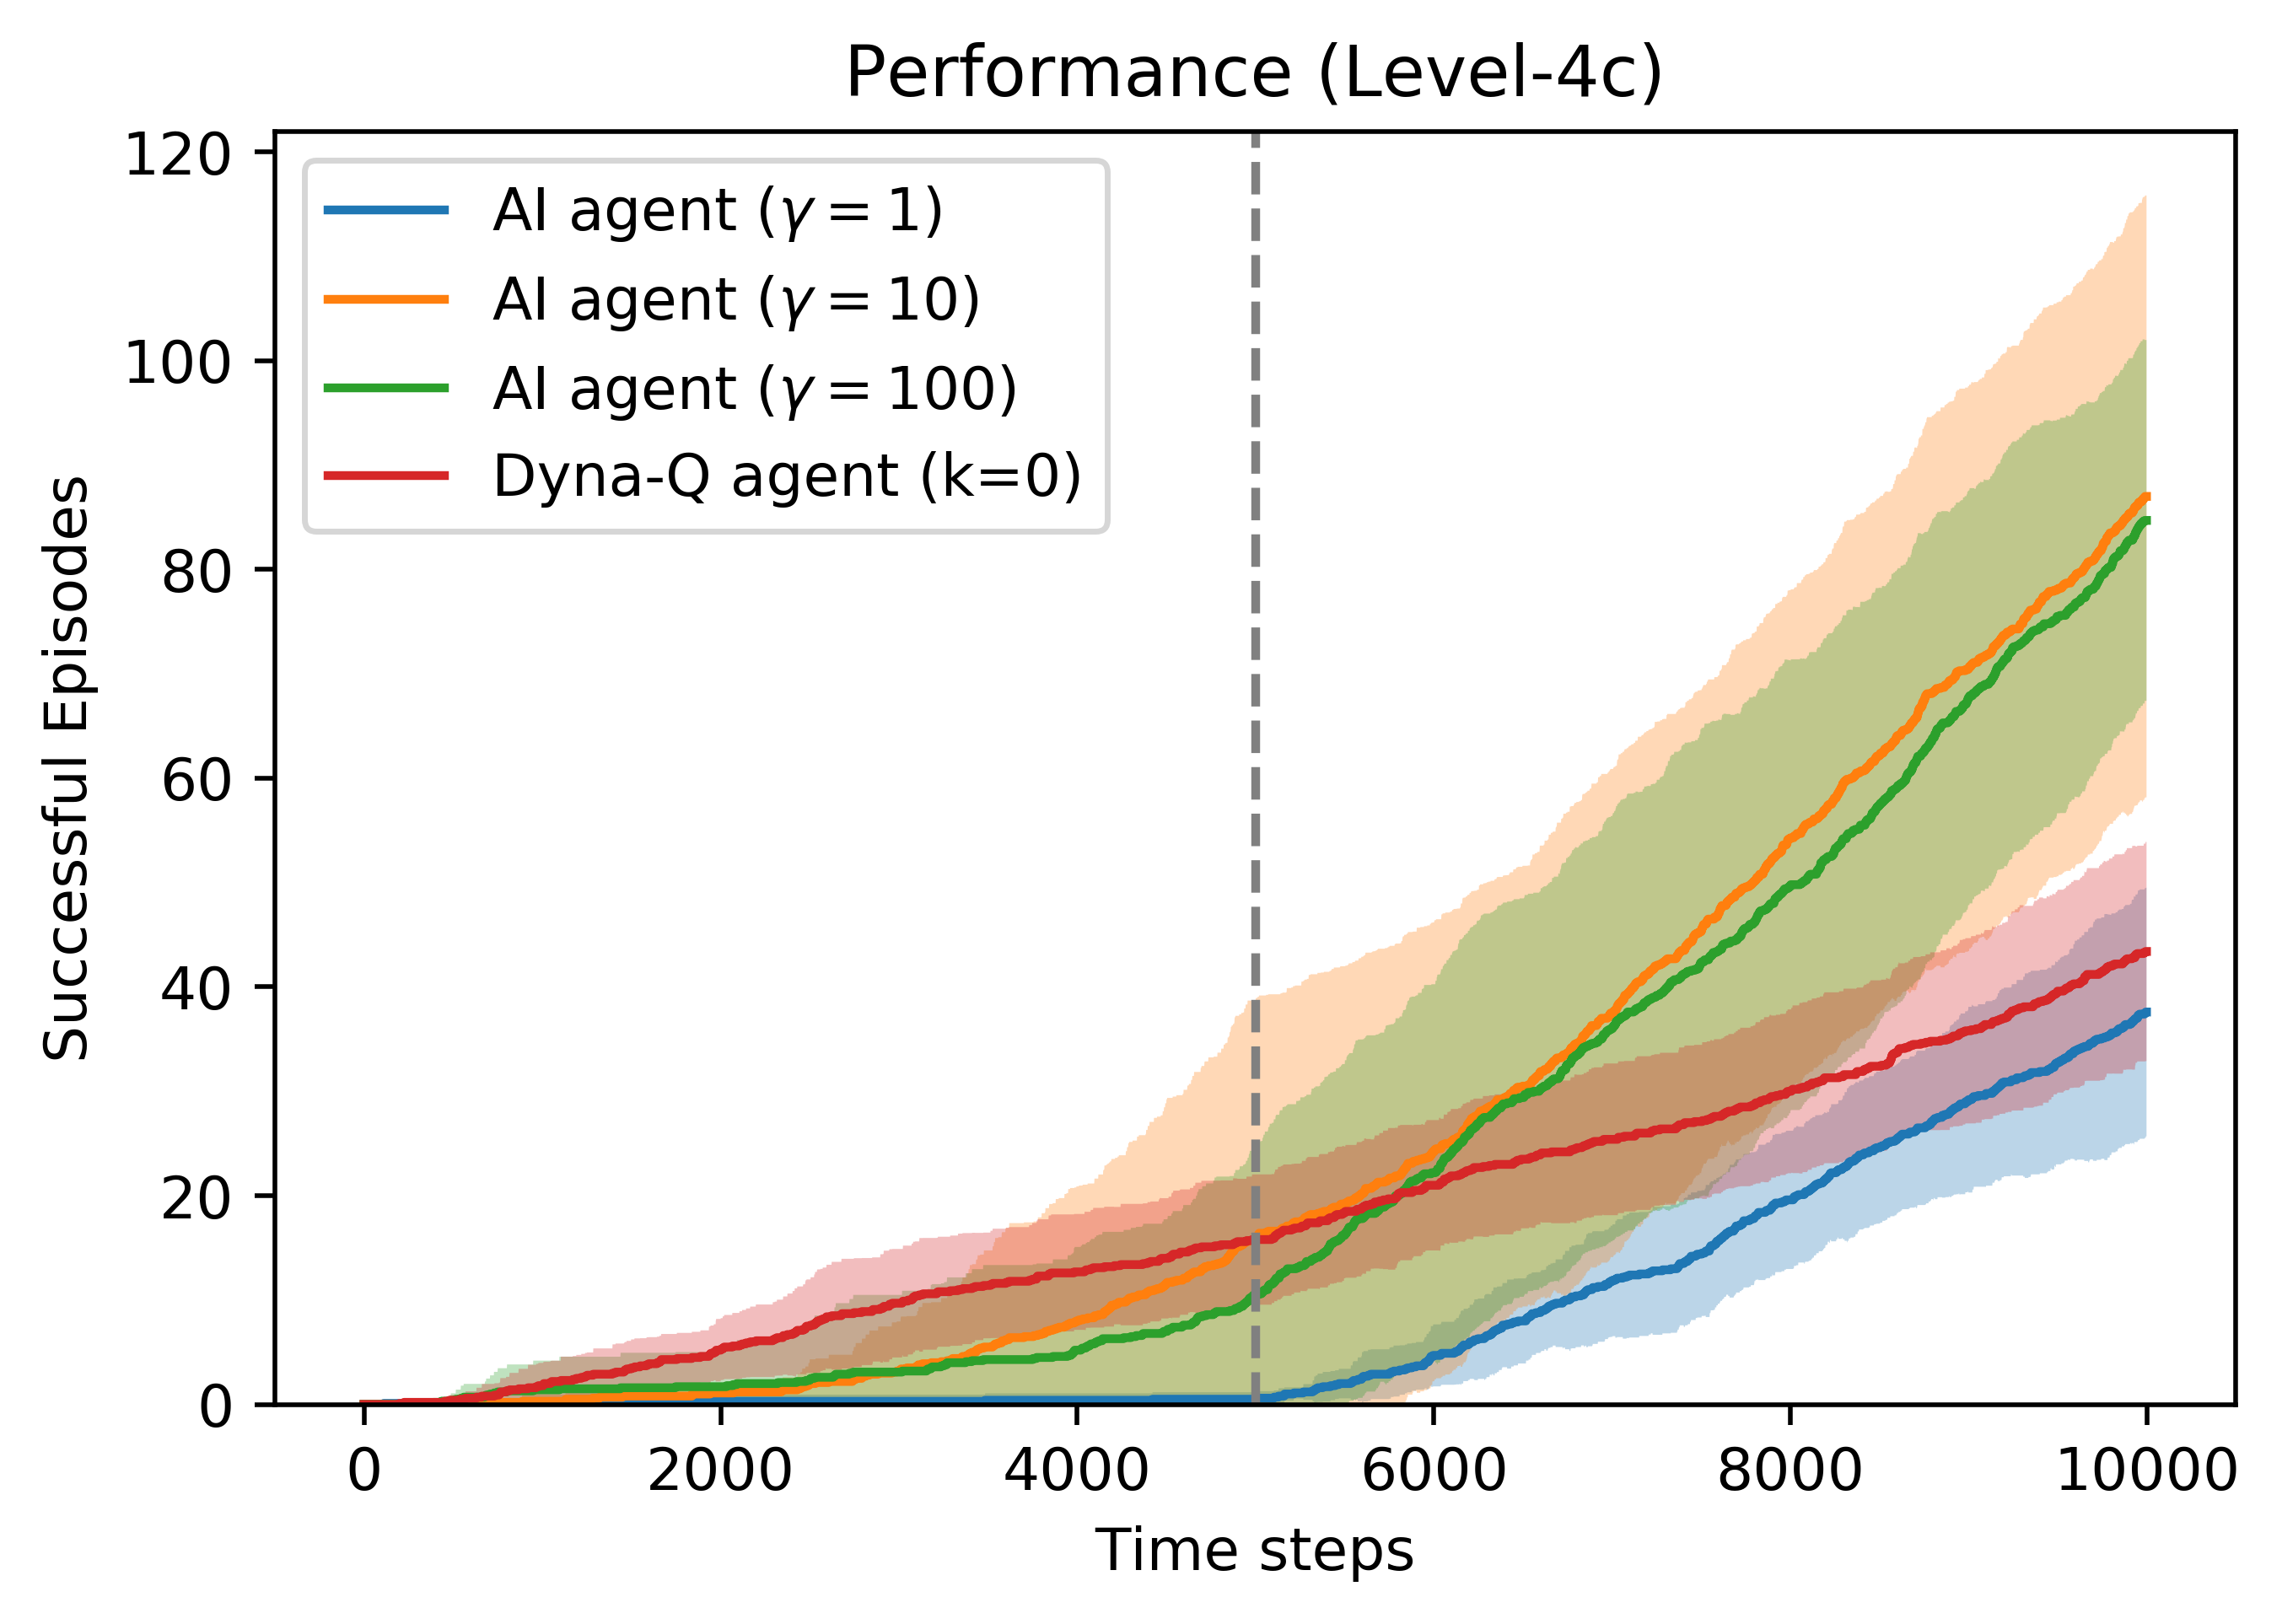 Performance (Level-4c)
AI agent (γ = 1)
AI agent (γ = 10)
AI agent (γ = 100)
Dyna-Q agent (k=0)
Successful Episodes
120
100
80
60
40
20
0
0 2000 4000 6000 8000 10000
Time steps